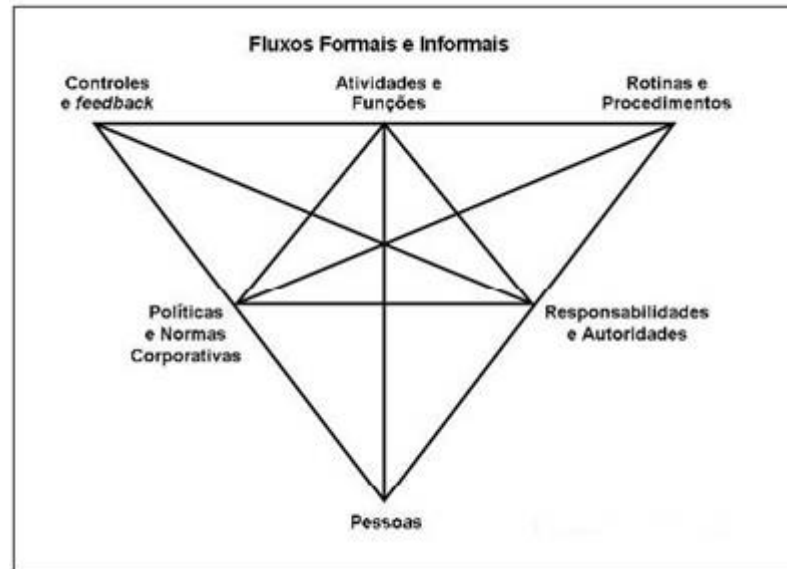 Fluxos Formais e Informais
Controles
e feedback
Atividades e
Funções
Rotinas e
Procedimentos
Políticas
e Normas
Corporativas
Responsabilidades
e Autoridades
Pessoas